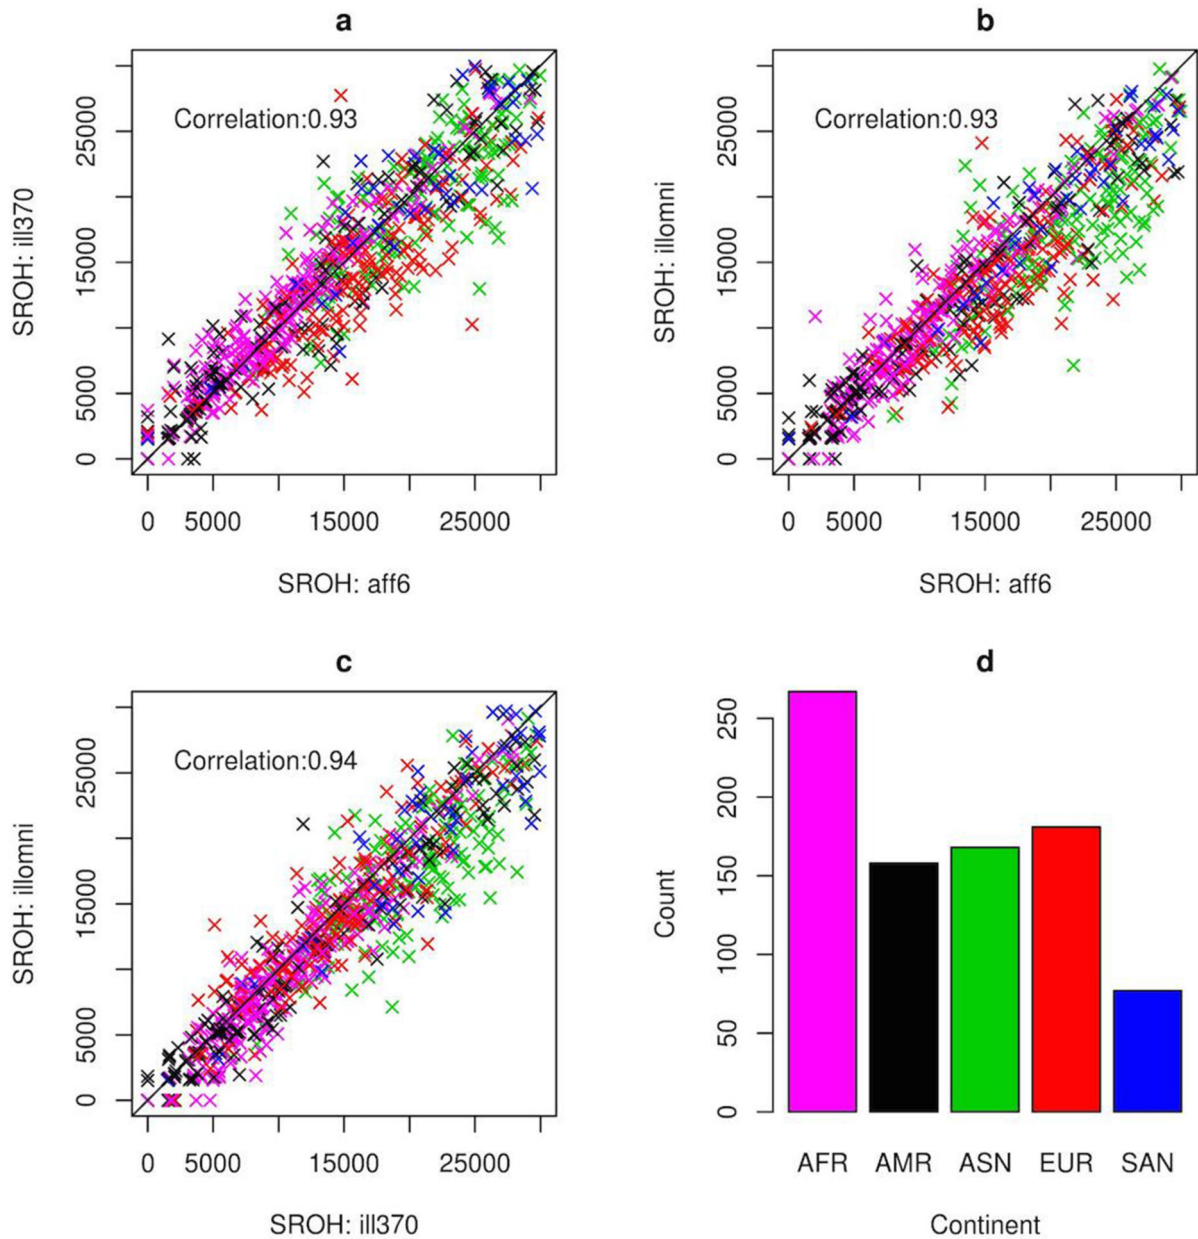 a
Correlation:0.93
SROH: ill370
0 5000 15000 25000
0 5000 15000 25000
SROH: aff6
b
Correlation:0.93
SROH: illomni
0 5000 15000 25000
0 5000 15000 25000
SROH: aff6
c
Correlation:0.94
SROH: illomni
0 5000 15000 25000
0 5000 15000 25000
SROH: ill370
d
Count
0 50 100 150 200 250
AFR AMR ASN EUR SAN
Continent